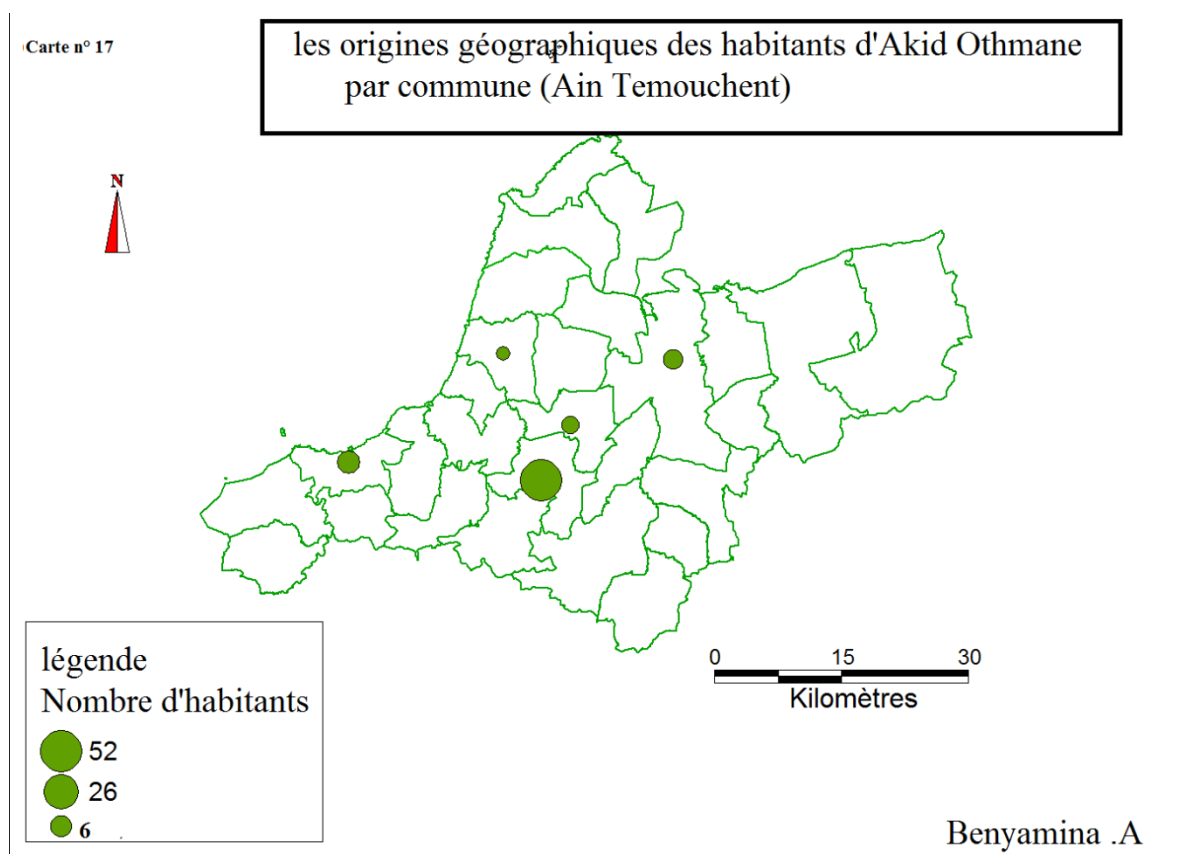 Carte n° 17
les origines géographiques des habitants d'Akid Othmane
par commune (Ain Temouchent)
N
légende
Nombre d'habitants
52
26
6
0 15 30
Kilomètres
Benyamina .A